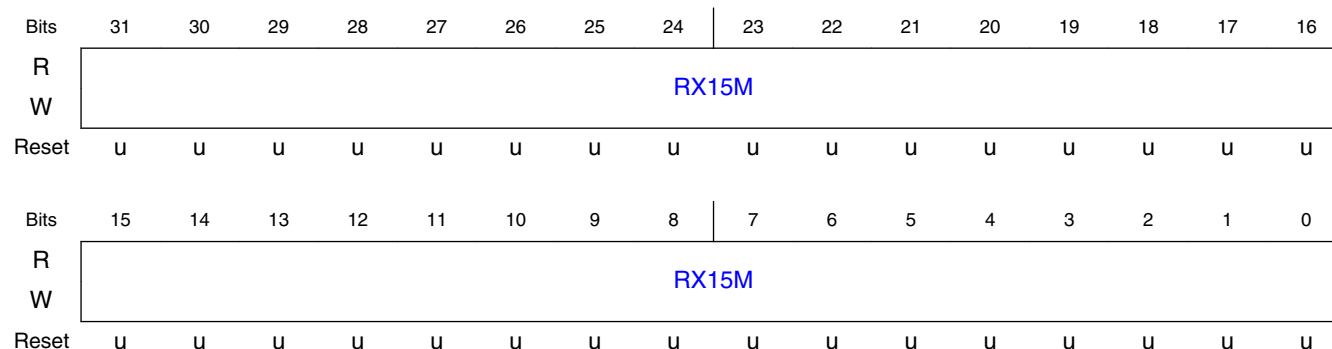 Bits 31 30 29 28 27 26 25 24 23 22 21 20 19 18 17 16
R
RX15M
W
Reset u u u u u u u u u u u u u u u u
Bits 15 14 13 12 11 10 9 8 7 6 5 4 3 2 1 0
R
RX15M
W
Reset u u u u u u u u u u u u u u u u